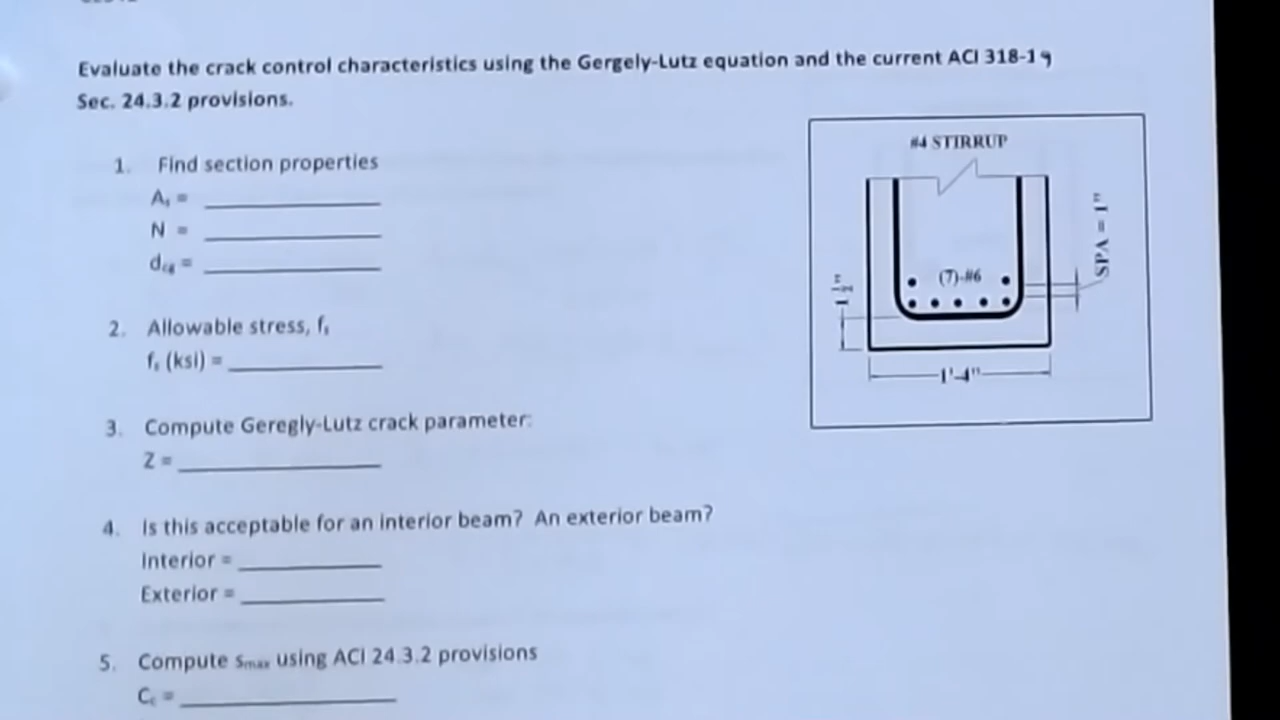 Evaluate the crack control characteristics using the Gergely-Lutz equation and the current ACI 318-19
Sec. 24.3.2 provisions.
1. Find section properties
As =
N =
dcg =
2. Allowable stress, fs
fs (ksi) =
3. Compute Geregly-Lutz crack parameter:
Z =
4. Is this acceptable for an interior beam? An exterior beam?
Interior =
Exterior =
5. Compute smax using ACI 24.3.2 provisions
Cc =
#4 STIRRUP
(7)-#6
SPA = 1"
1'-4"